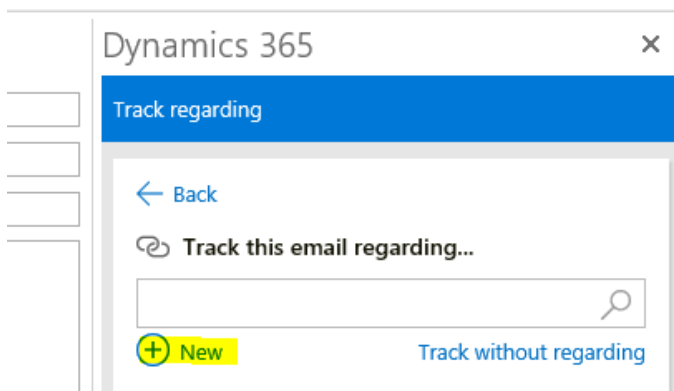 Dynamics 365
Track regarding
Back
Track this email regarding...
New
Track without regarding